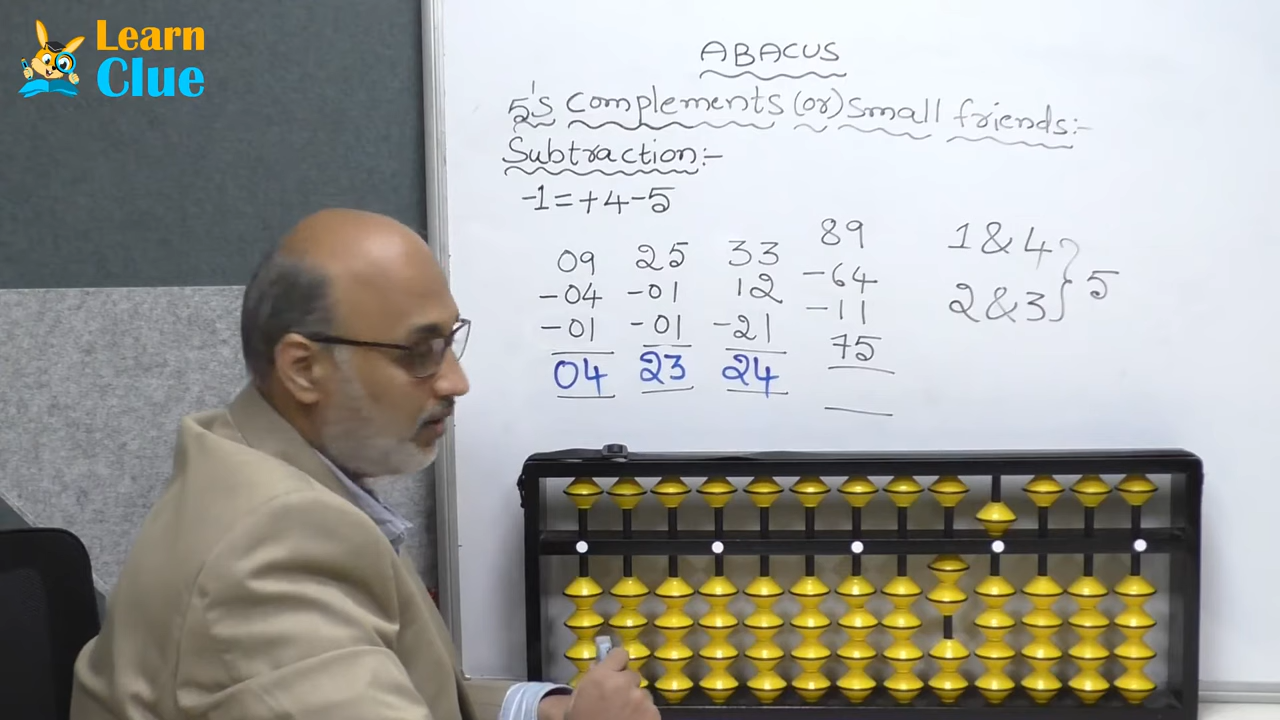 Learn
Clue
ABACUS
5's complements (or) small friends:-
Subtraction:-
-1=+4-5
09 25 33 89
-04 -01 12 -64
-01 -01 -21 -11
04 23 24 75
1&4
2&3
5